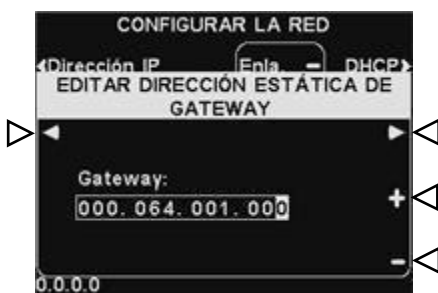 CONFIGURAR LA RED
Dirección IP Enla. DHCP
EDITAR DIRECCIÓN ESTÁTICA DE
GATEWAY
Gateway:
000.064.001.000
+
-
0.0.0.0